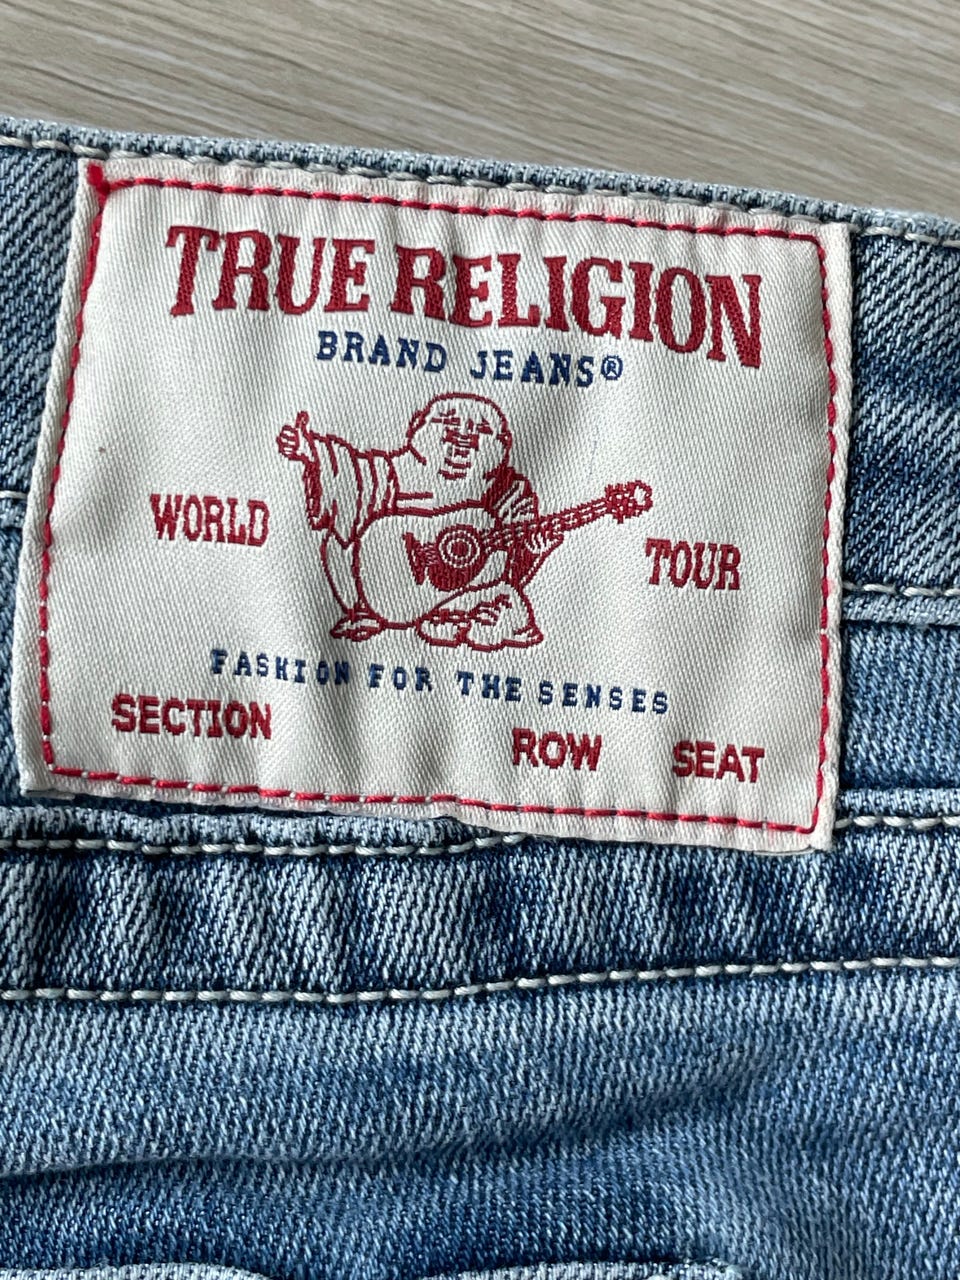 TRUE RELIGION
BRAND JEANS®
WORLD TOUR
FASHION FOR THE SENSES
SECTION ROW SEAT